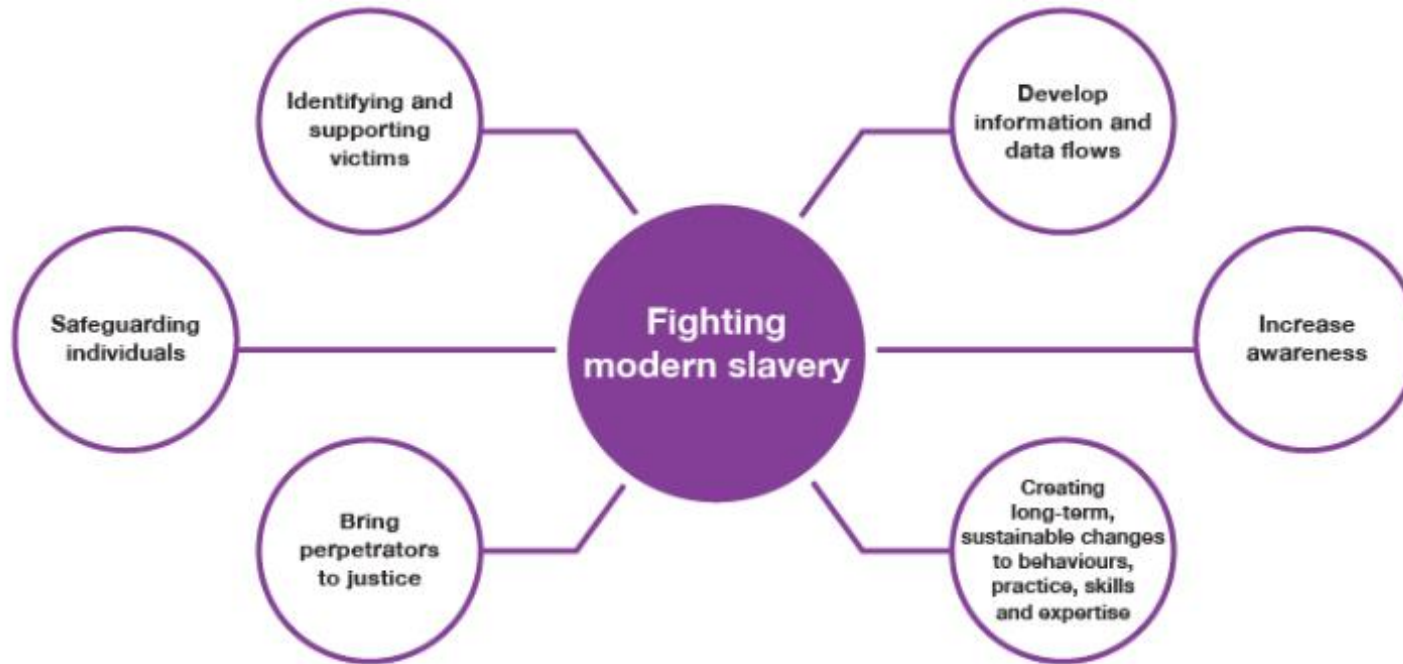 Identifying and
supporting
victims
Develop
information and
data flows
Safeguarding
individuals
Fighting
modern slavery
Increase
awareness
Bring
perpetrators
to justice
Creating
long-term,
sustainable changes
to behaviours,
practice, skills
and expertise